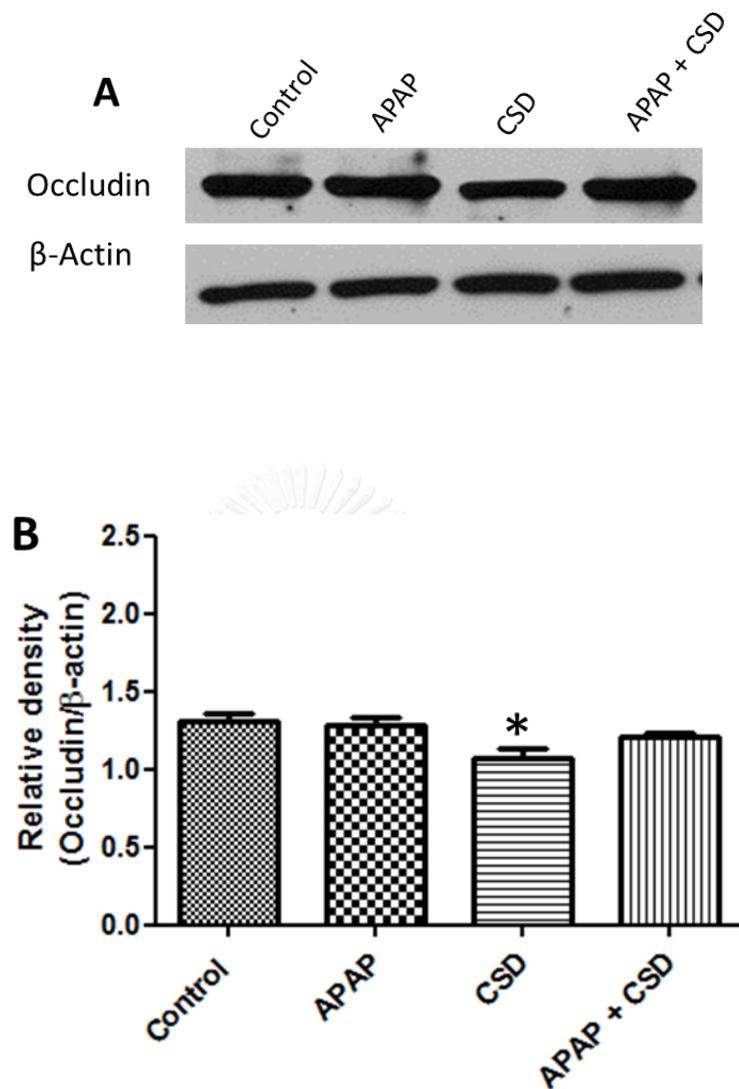 A
Control
APAP
CSD
APAP + CSD
Occludin
β-Actin
B
Relative density
(Occludin/β-actin)
2.5
2.0
1.5
1.0
0.5
0.0
*
Control
APAP
CSD
APAP + CSD